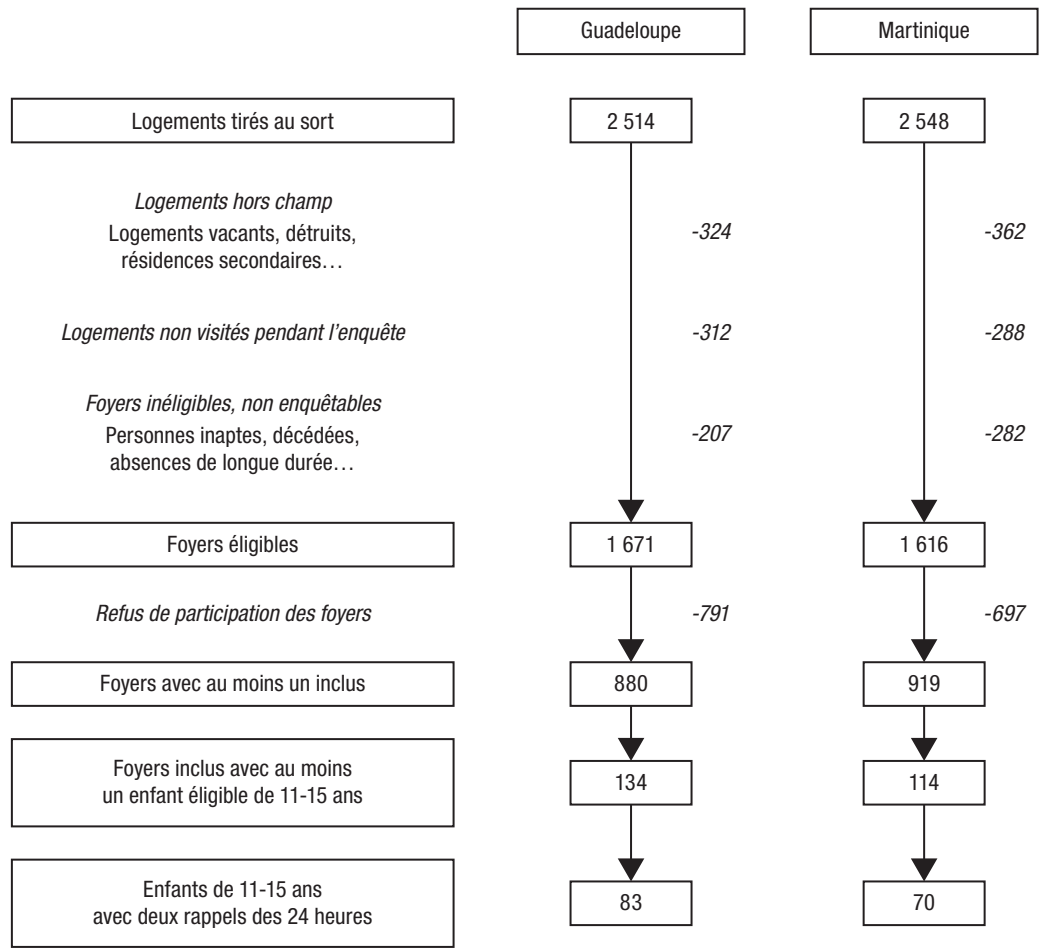 Guadeloupe Martinique
Logements tirés au sort 2 514 2 548
Logements hors champ
Logements vacants, détruits, -324 -362
résidences secondaires…
Logements non visités pendant l'enquête -312 -288
Foyers inéligibles, non enquêtables
Personnes inaptes, décédées, -207 -282
absences de longue durée…
Foyers éligibles 1 671 1 616
Refus de participation des foyers -791 -697
Foyers avec au moins un inclus 880 919
Foyers inclus avec au moins
un enfant éligible de 11-15 ans 134 114
Enfants de 11-15 ans
avec deux rappels des 24 heures 83 70